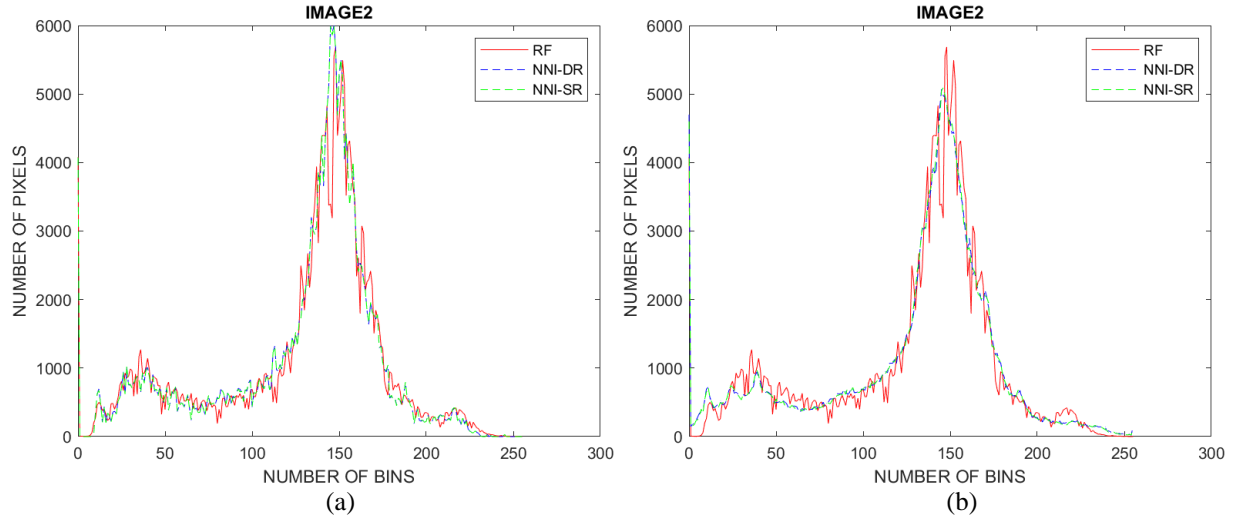 IMAGE2
RF
NNI-DR
NNI-SR
NUMBER OF PIXELS
6000
5000
4000
3000
2000
1000
0
0 50 100 150 200 250 300
NUMBER OF BINS
(a)
IMAGE2
RF
NNI-DR
NNI-SR
NUMBER OF PIXELS
6000
5000
4000
3000
2000
1000
0
0 50 100 150 200 250 300
NUMBER OF BINS
(b)